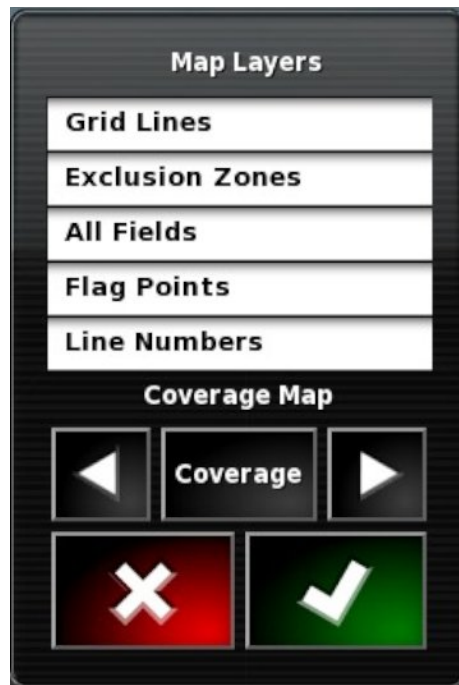 Map Layers
Grid Lines
Exclusion Zones
All Fields
Flag Points
Line Numbers
Coverage Map
Coverage